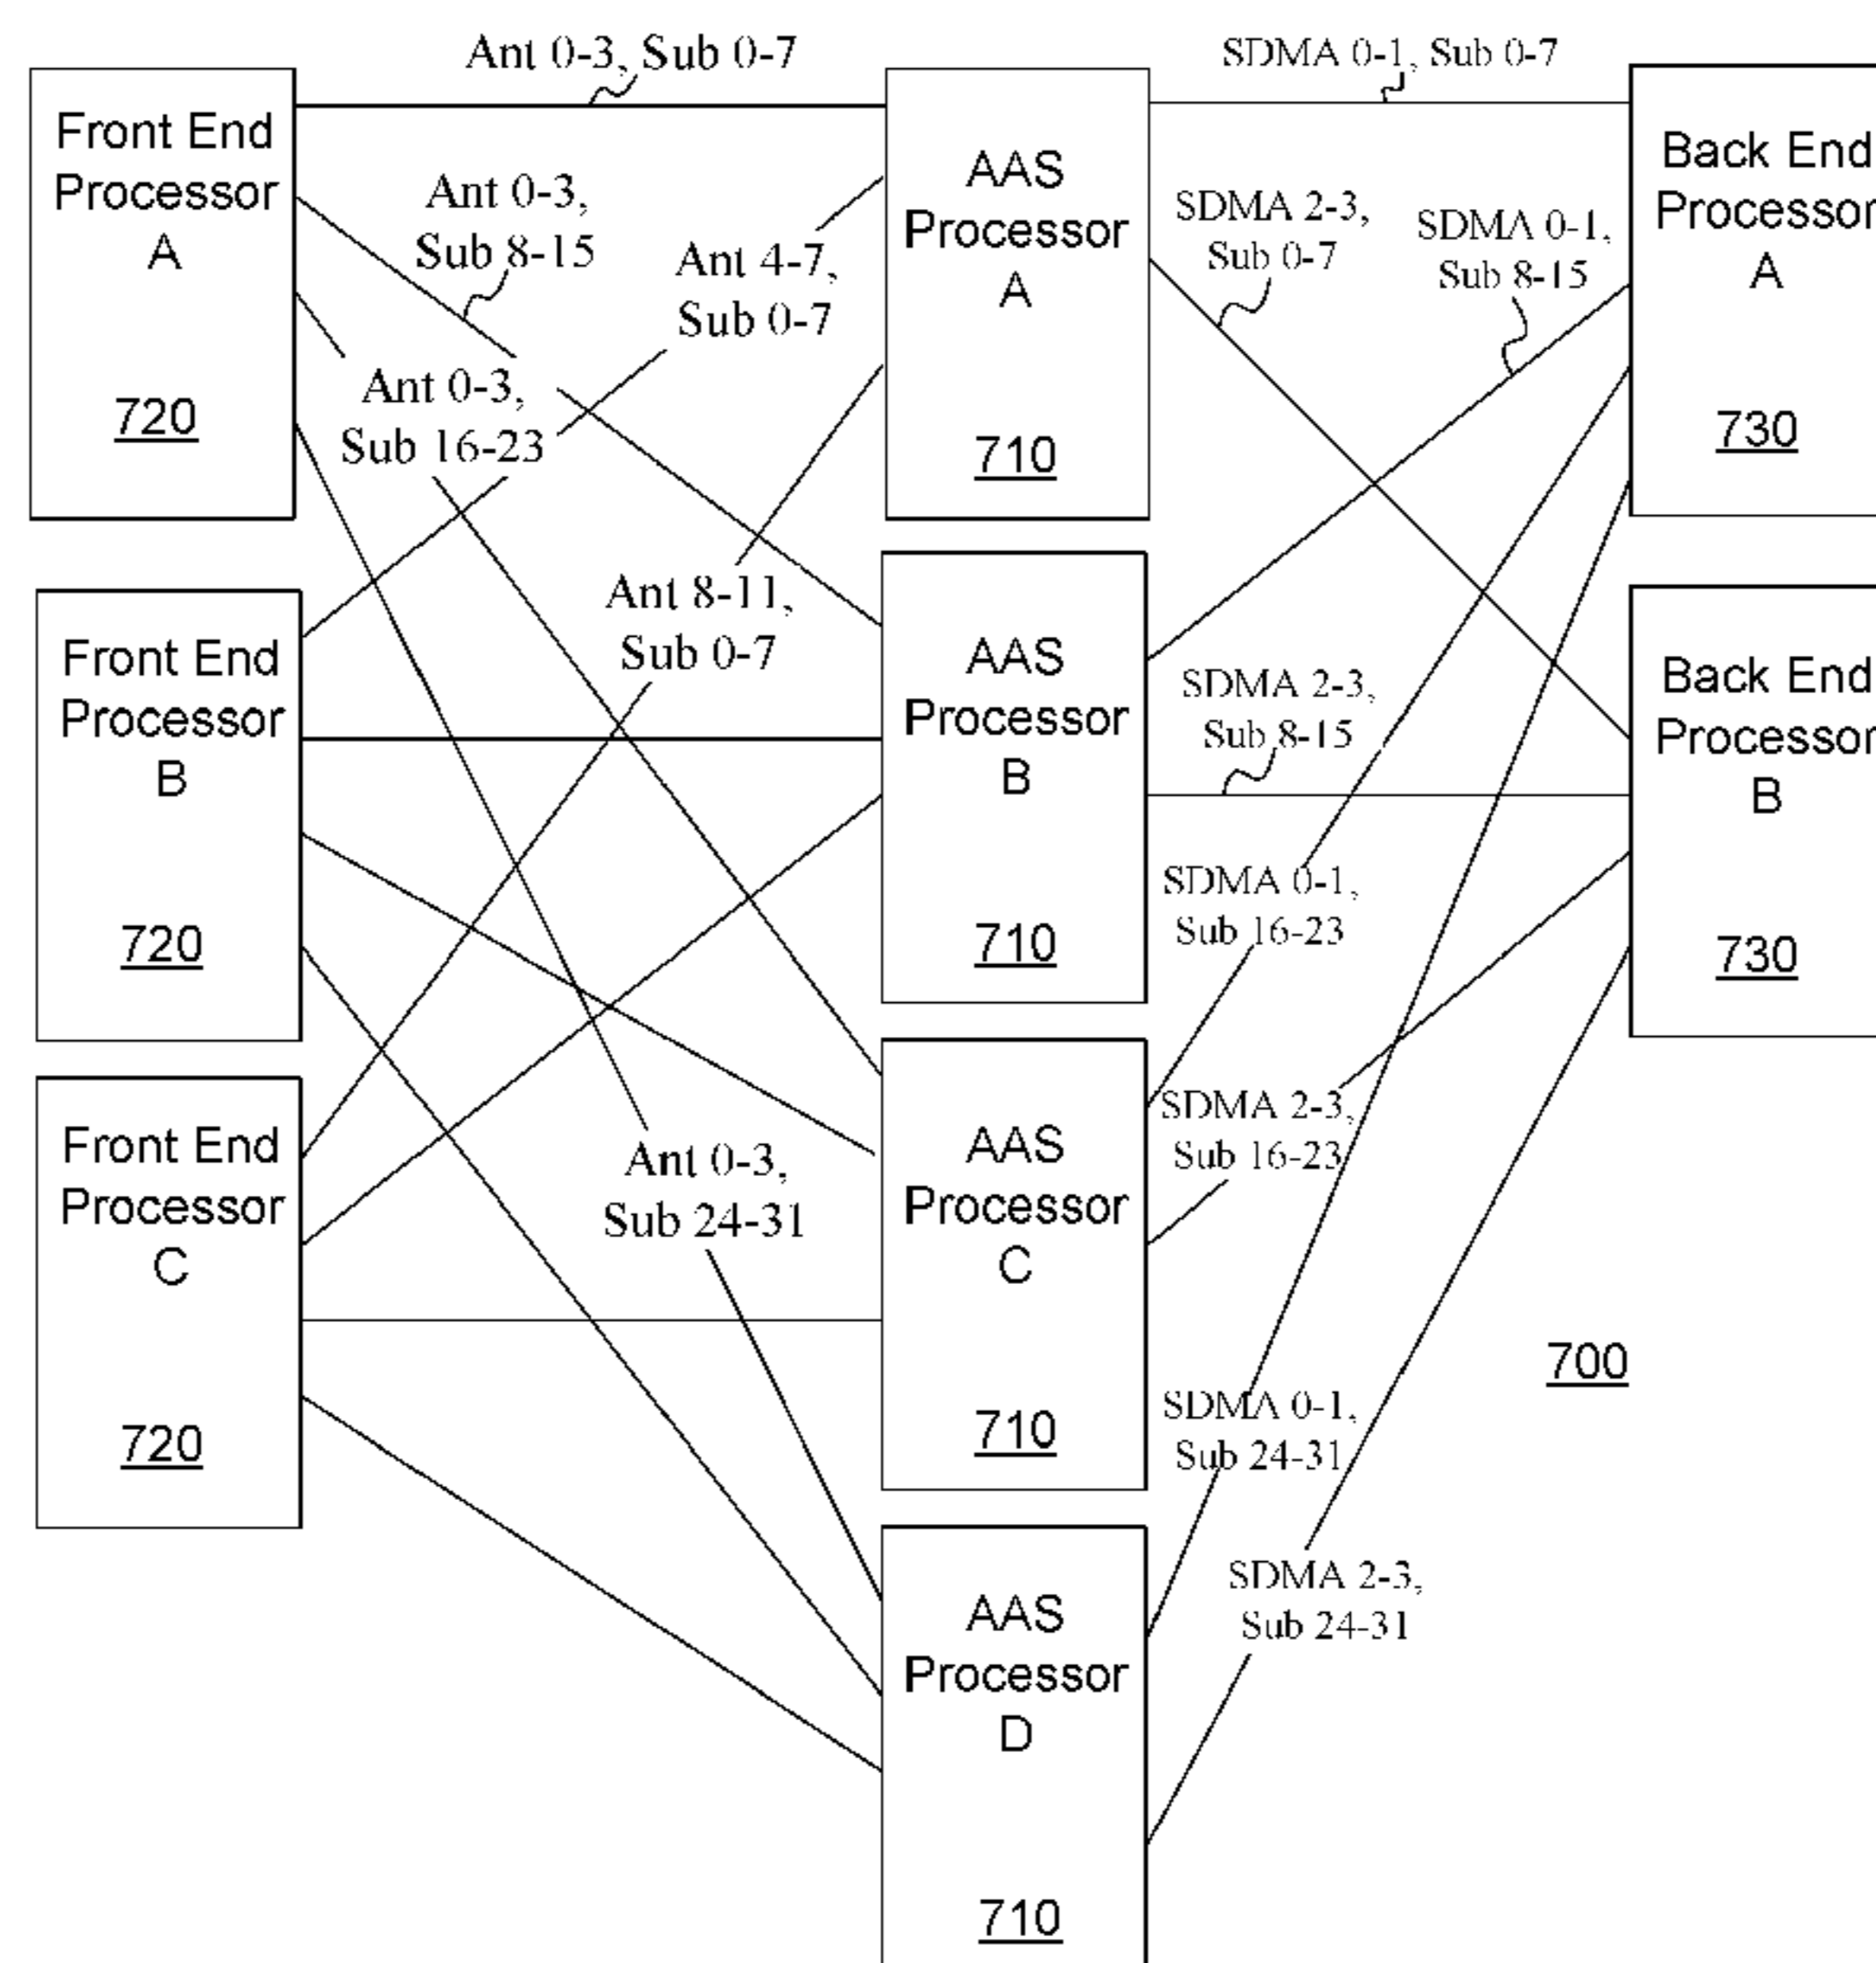 Ant 0-3, Sub 0-7
SDMA 0-1, Sub 0-7
Front End
Processor
A
720
Ant 0-3,
Sub 8-15
Ant 4-7,
Sub 0-7
Ant 0-3,
Sub 16-23
AAS
Processor
A
710
SDMA 2-3,
Sub 0-7
SDMA 0-1,
Sub 8-15
Back End
Processor
A
730
Front End
Processor
B
720
Ant 8-11,
Sub 0-7
AAS
Processor
B
710
SDMA 2-3,
Sub 8-15
SDMA 0-1,
Sub 16-23
Back End
Processor
B
730
Front End
Processor
C
720
Ant 0-3,
Sub 24-31
AAS
Processor
C
710
SDMA 2-3,
Sub 16-23
700
SDMA 0-1,
Sub 24-31
AAS
Processor
D
710
SDMA 2-3,
Sub 24-31